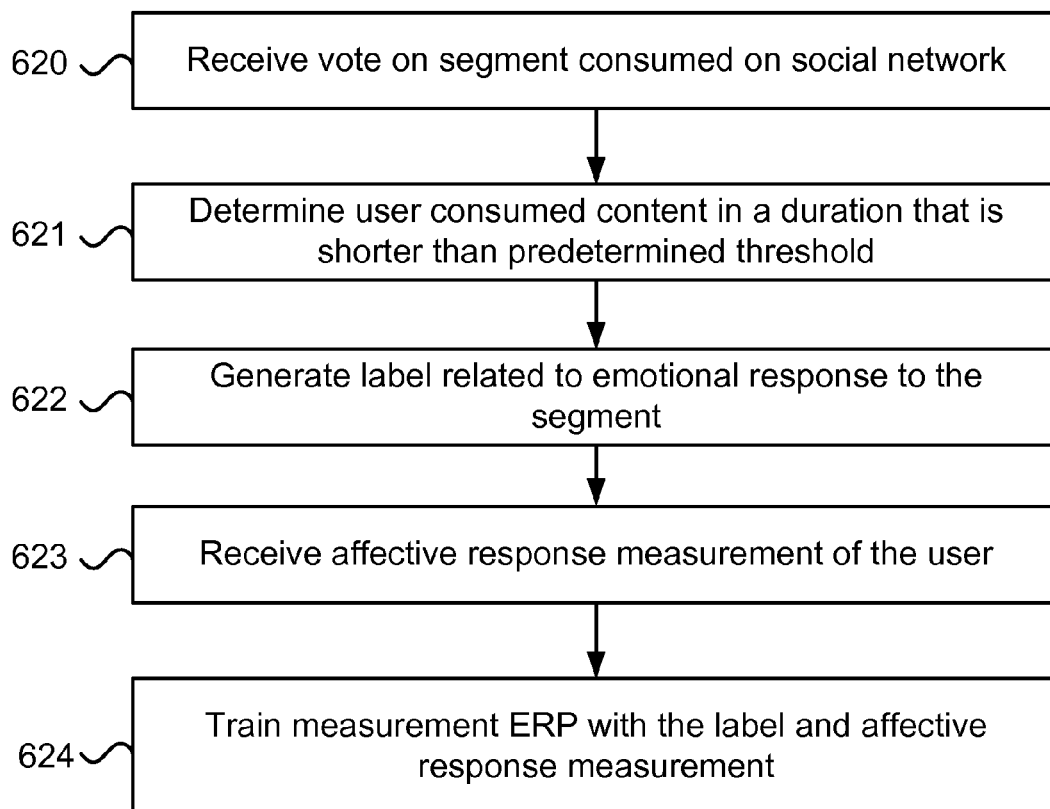 620
Receive vote on segment consumed on social network
621
Determine user consumed content in a duration that is
shorter than predetermined threshold
622
Generate label related to emotional response to the
segment
623
Receive affective response measurement of the user
624
Train measurement ERP with the label and affective
response measurement